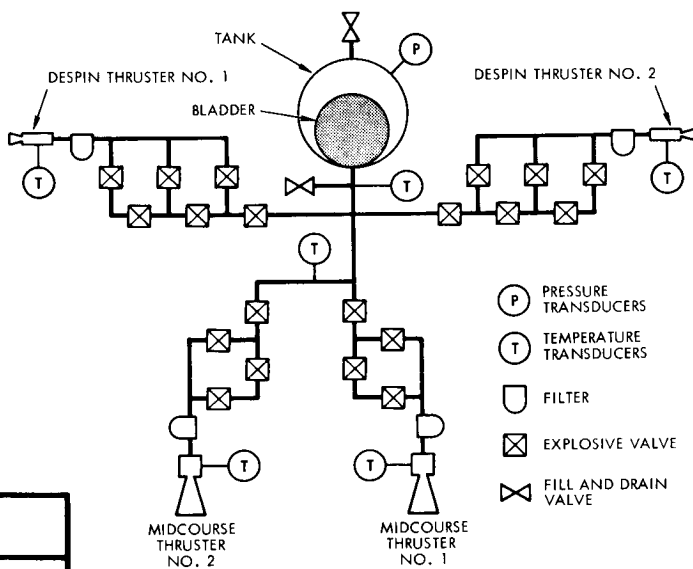 TANK
P
DESPIN THRUSTER NO. 1
DESPIN THRUSTER NO. 2
BLADDER
T
T
T
T
P
PRESSURE
TRANSDUCERS
T
TEMPERATURE
TRANSDUCERS
FILTER
EXPLOSIVE VALVE
T
T
FILL AND DRAIN
VALVE
MIDCOURSE
THRUSTER
NO. 2
MIDCOURSE
THRUSTER
NO. 1